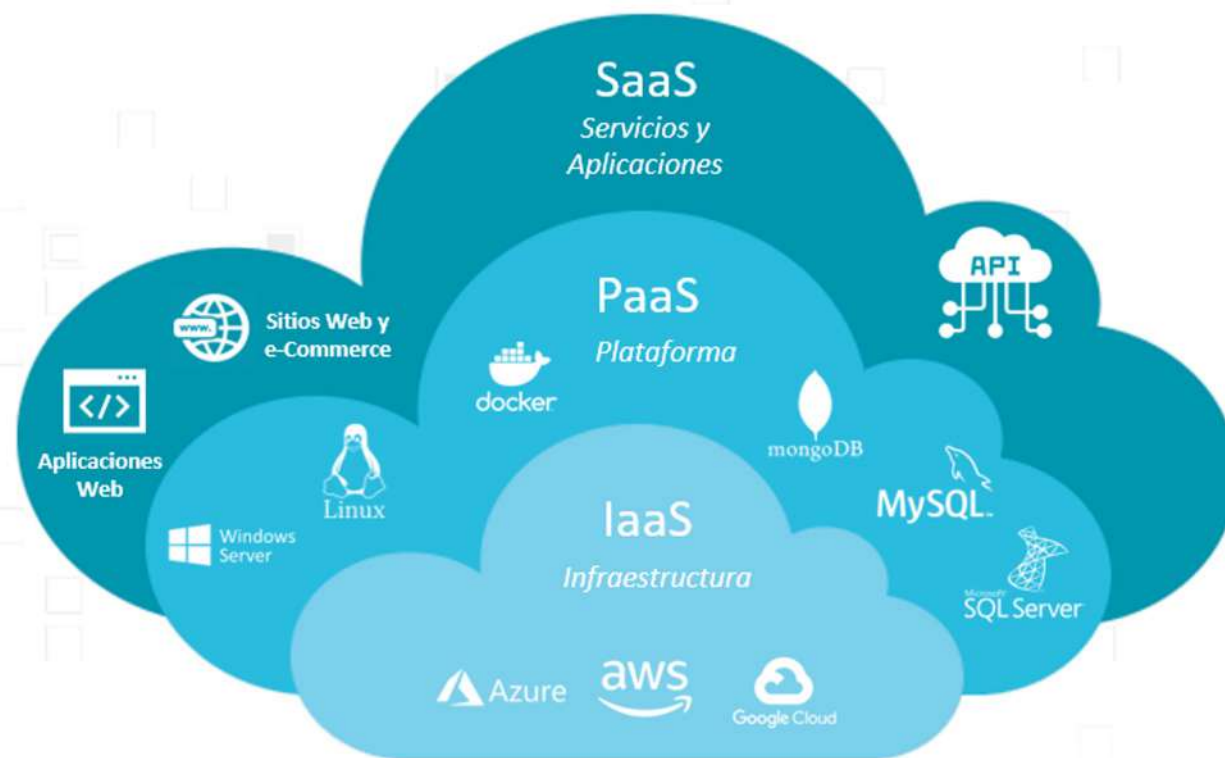 SaaS
Servicios y
Aplicaciones
API
www.
Sitios Web y
e-Commerce
</>
Aplicaciones
Web
PaaS
Plataforma
docker
mongoDB
Linux
Windows
Server
MySQL
Microsoft
SQL Server
IaaS
Infraestructura
Azure
aws
Google Cloud